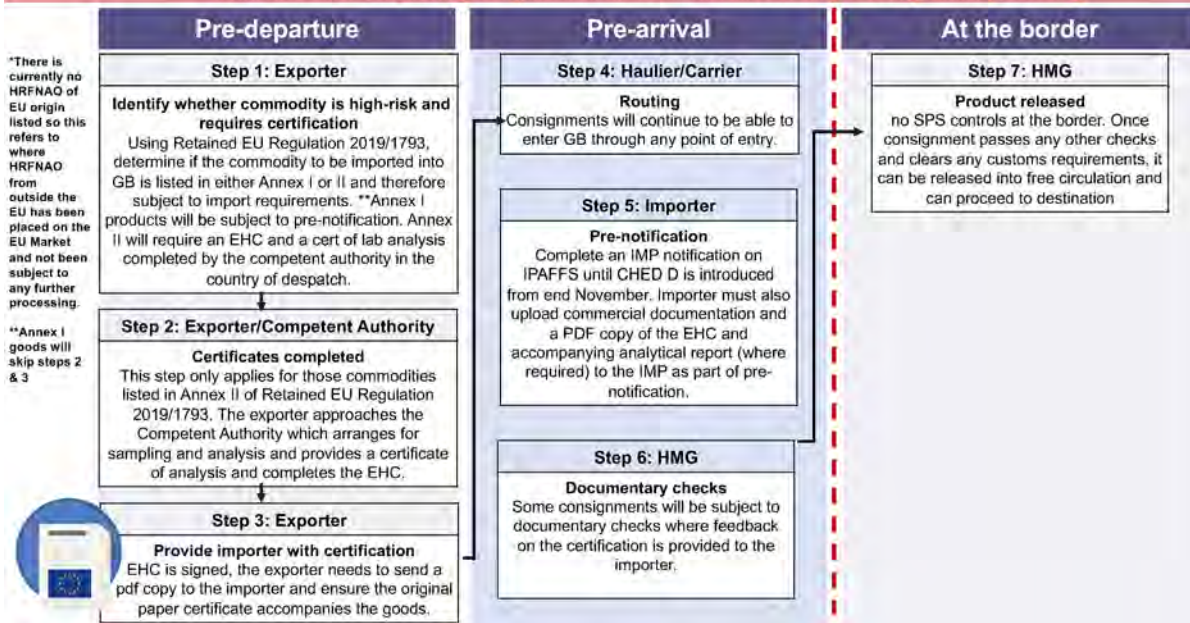 Pre-departure
Pre-arrival
At the border
*There is
currently no
HRFNAO of
EU origin
listed so this
refers to
where
HRFNAO
from
outside the
EU has been
placed on the
EU Market
and not been
subject to
any further
processing.
**Annex I
goods will
skip steps 2
& 3
Step 1: Exporter
Identify whether commodity is high-risk and
requires certification
Using Retained EU Regulation 2019/1793,
determine if the commodity to be imported into
GB is listed in either Annex I or II and therefore
subject to import requirements. **Annex I
products will be subject to pre-notification. Annex
II will require an EHC and a cert of lab analysis
completed by the competent authority in the
country of despatch.
Step 2: Exporter/Competent Authority
Certificates completed
This step only applies for those commodities
listed in Annex II of Retained EU Regulation
2019/1793. The exporter approaches the
Competent Authority which arranges for
sampling and analysis and provides a certificate
of analysis and completes the EHC.
Step 3: Exporter
Provide importer with certification
EHC is signed, the exporter needs to send a
pdf copy to the importer and ensure the original
paper certificate accompanies the goods.
Step 4: Haulier/Carrier
Routing
Consignments will continue to be able to
enter GB through any point of entry.
Step 5: Importer
Pre-notification
Complete an IMP notification on
IPAFFS until CHED D is introduced
from end November. Importer must also
upload commercial documentation and
a PDF copy of the EHC and
accompanying analytical report (where
required) to the IMP as part of pre-
notification.
Step 6: HMG
Documentary checks
Some consignments will be subject to
documentary checks where feedback
on the certification is provided to the
importer.
Step 7: HMG
Product released
no SPS controls at the border. Once
consignment passes any other checks
and clears any customs requirements, it
can be released into free circulation and
can proceed to destination